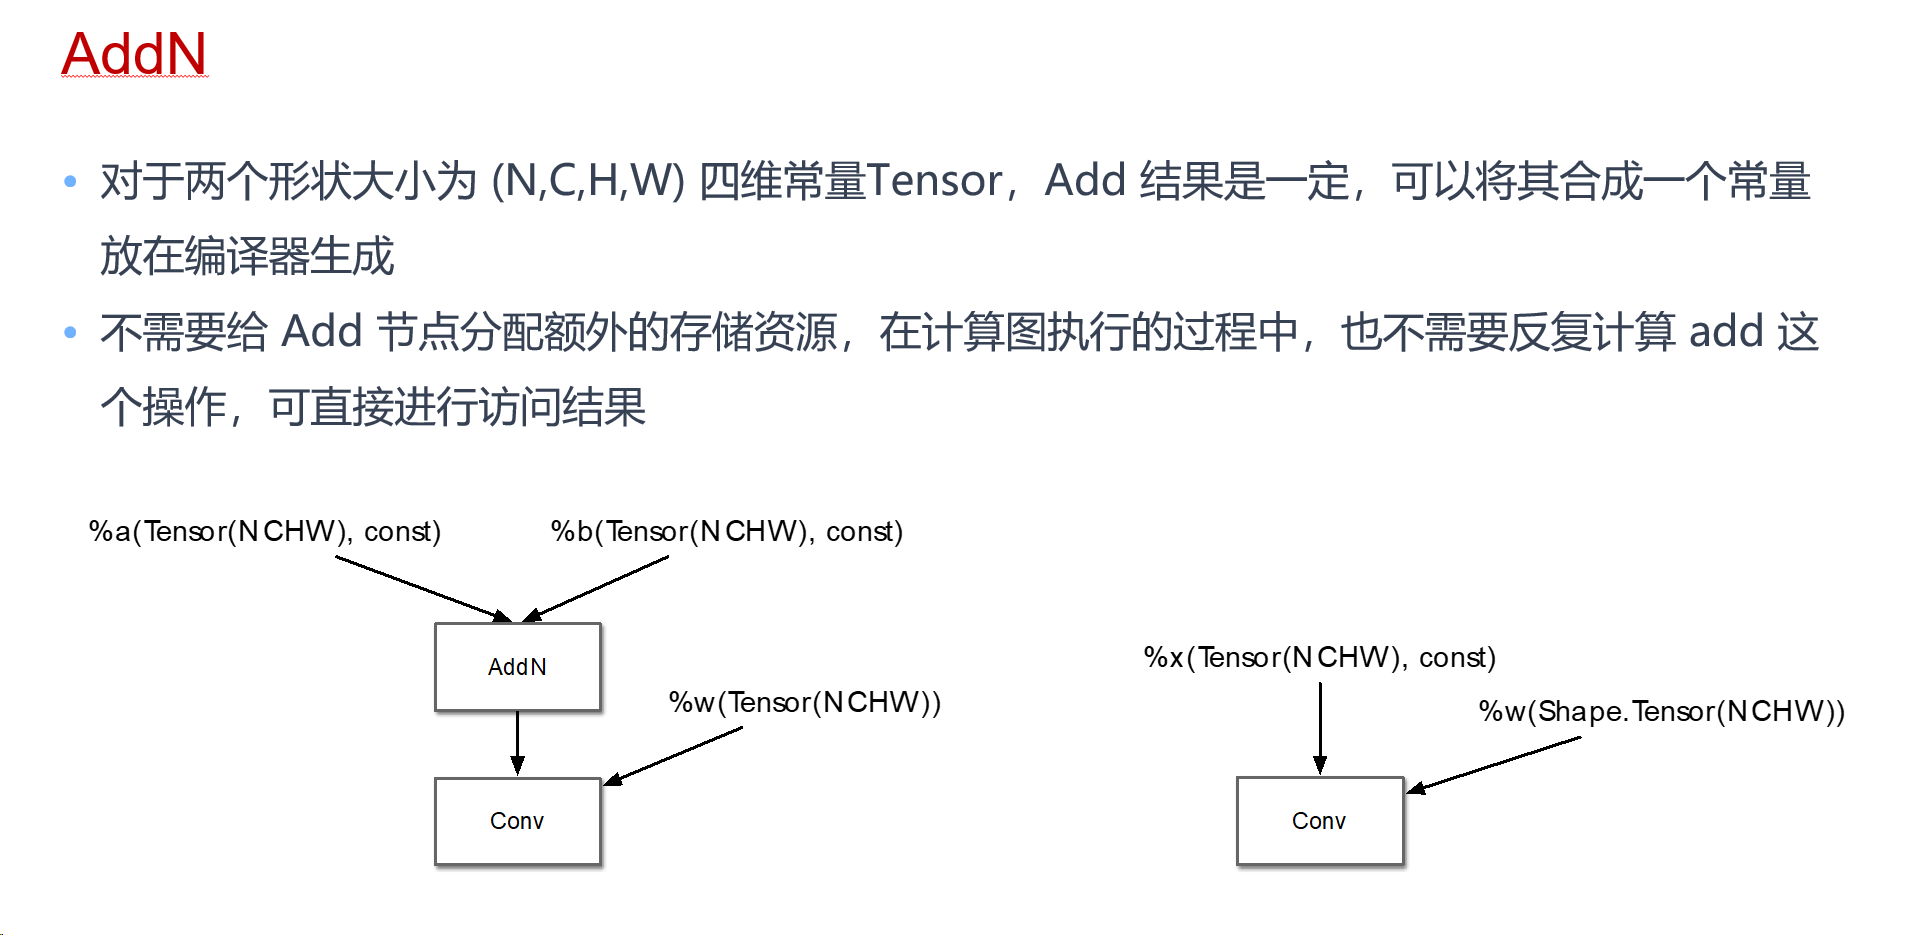 AddN
对于两个形状大小为 (N,C,H,W) 四维常量Tensor，Add 结果是一定，可以将其合成一个常量
放在编译器生成
不需要给 Add 节点分配额外的存储资源，在计算图执行的过程中，也不需要反复计算 add 这
个操作，可直接进行访问结果
%a(Tensor(NCHW), const)
%b(Tensor(NCHW), const)
AddN
%w(Tensor(NCHW))
Conv
%x(Tensor(NCHW), const)
%w(Shape.Tensor(NCHW))
Conv